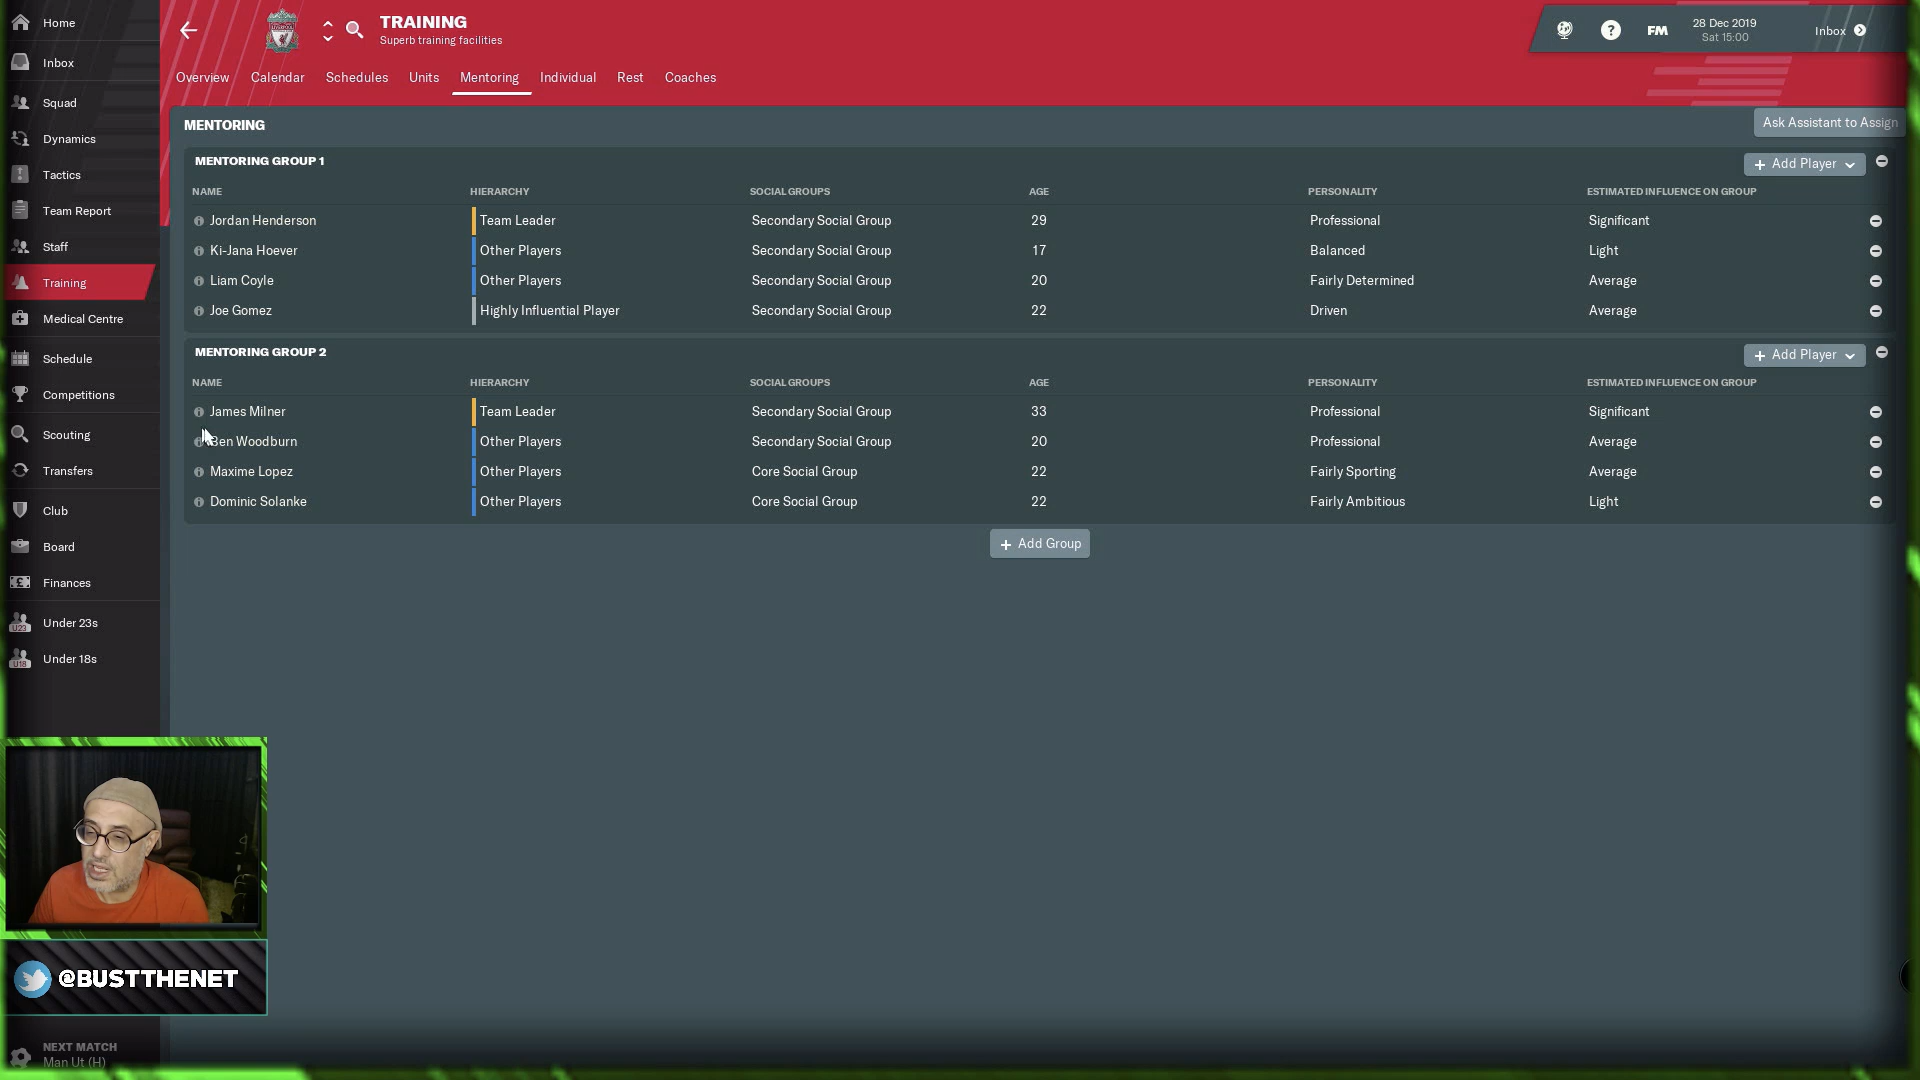 Home
Inbox
Squad
Dynamics
Tactics
Team Report
Staff
Training
Medical Centre
Schedule
Competitions
Scouting
Transfers
Club
Board
Finances
Under 23s
Under 18s
TRAINING
Superb training facilities
FM
28 Dec 2019
Sat 15:00
Inbox
Overview Calendar Schedules Units Mentoring Individual Rest Coaches
MENTORING
Ask Assistant to Assign
MENTORING GROUP 1
+ Add Player
NAME HIERARCHY SOCIAL GROUPS AGE PERSONALITY ESTIMATED INFLUENCE ON GROUP
Jordan Henderson Team Leader Secondary Social Group 29 Professional Significant
Ki-Jana Hoever Other Players Secondary Social Group 17 Balanced Light
Liam Coyle Other Players Secondary Social Group 20 Fairly Determined Average
Joe Gomez Highly Influential Player Secondary Social Group 22 Driven Average
MENTORING GROUP 2
+ Add Player
NAME HIERARCHY SOCIAL GROUPS AGE PERSONALITY ESTIMATED INFLUENCE ON GROUP
James Milner Team Leader Secondary Social Group 33 Professional Significant
Ben Woodburn Other Players Secondary Social Group 20 Professional Average
Maxime Lopez Other Players Core Social Group 22 Fairly Sporting Average
Dominic Solanke Other Players Core Social Group 22 Fairly Ambitious Light
+ Add Group
@BUSTTHENET
NEXT MATCH
Man Ut (H)